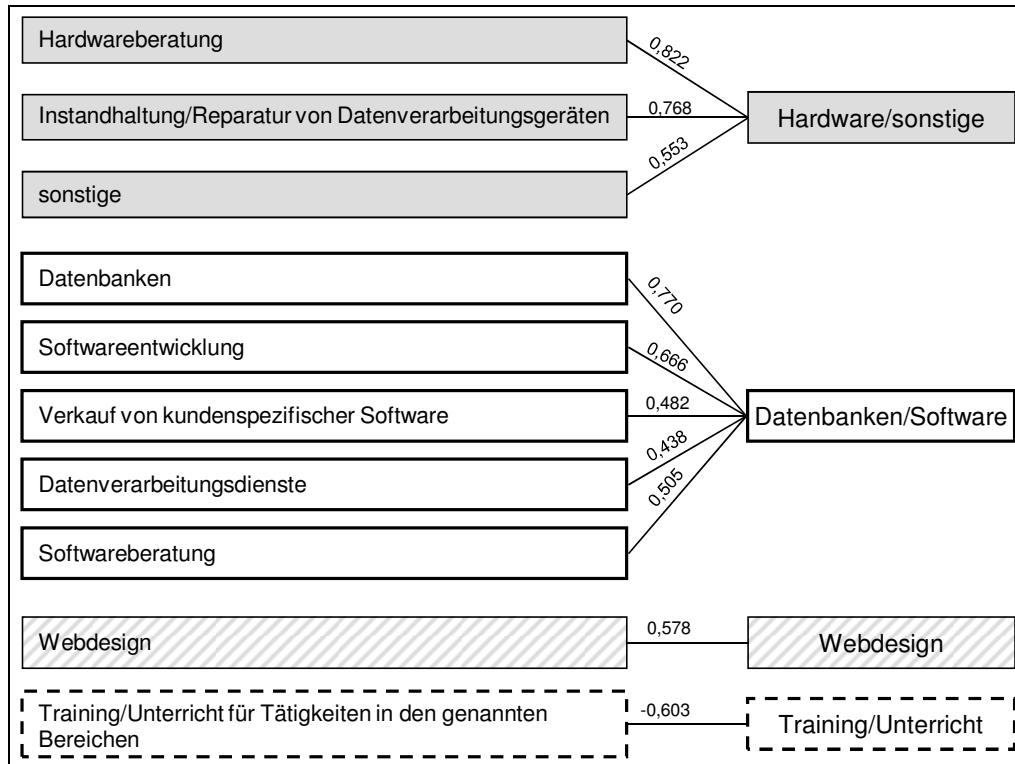 Hardwareberatung
0,822
Instandhaltung/Reparatur von Datenverarbeitungsgeräten
0,768
Hardware/sonstige
0,553
sonstige
Datenbanken
0,770
Softwareentwicklung
0,666
Verkauf von kundenspezifischer Software
0,482
Datenbanken/Software
0,438
Datenverarbeitungsdienste
0,505
Softwareberatung
Webdesign
0,578
Webdesign
Training/Unterricht für Tätigkeiten in den genannten
Bereichen
-0,603
Training/Unterricht